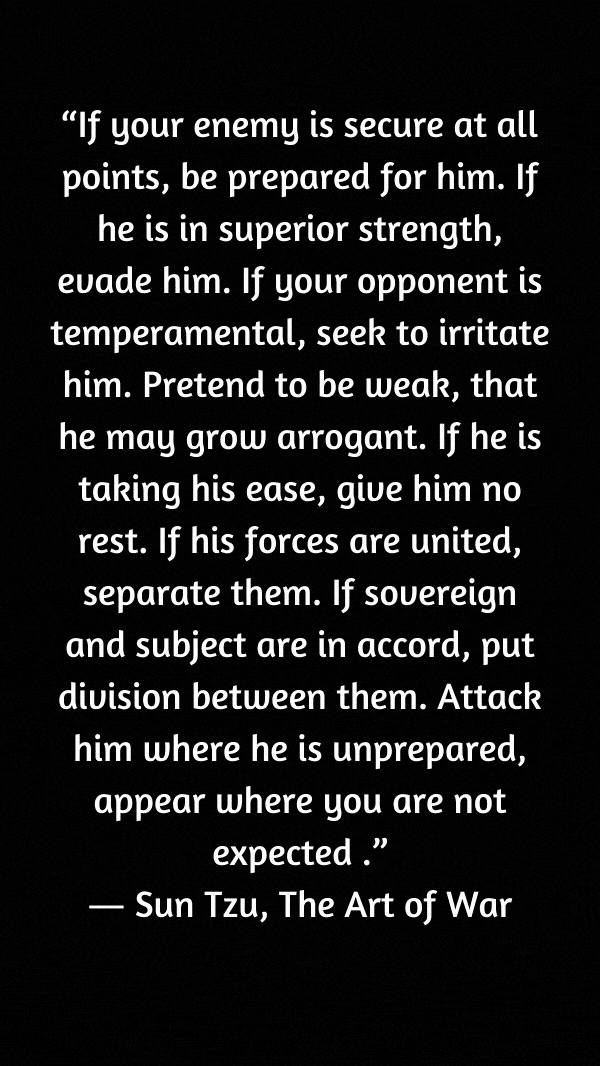 “If your enemy is secure at all
points, be prepared for him. If
he is in superior strength,
evade him. If your opponent is
temperamental, seek to irritate
him. Pretend to be weak, that
he may grow arrogant. If he is
taking his ease, give him no
rest. If his forces are united,
separate them. If sovereign
and subject are in accord, put
division between them. Attack
him where he is unprepared,
appear where you are not
expected .”
— Sun Tzu, The Art of War